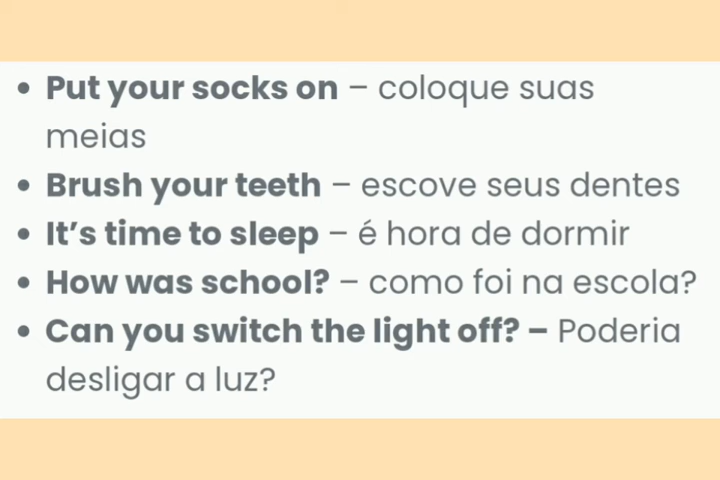 • Put your socks on – coloque suas
meias
• Brush your teeth – escove seus dentes
• It’s time to sleep – é hora de dormir
• How was school? – como foi na escola?
• Can you switch the light off? – Poderia
desligar a luz?